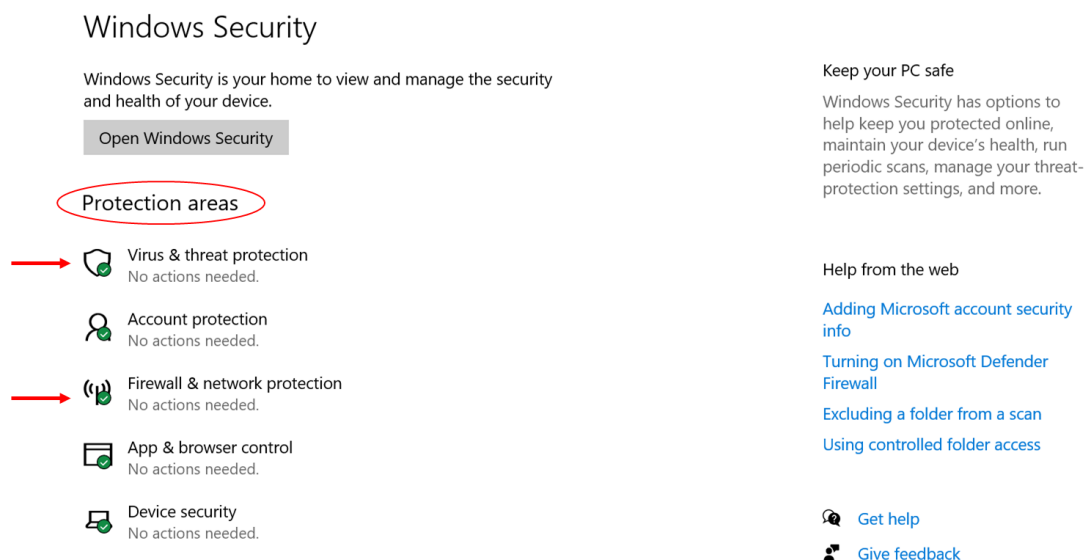 Windows Security
Windows Security is your home to view and manage the security
and health of your device.
Open Windows Security
Protection areas
Virus & threat protection
No actions needed.
Account protection
No actions needed.
Firewall & network protection
No actions needed.
App & browser control
No actions needed.
Device security
No actions needed.
Keep your PC safe
Windows Security has options to
help keep you protected online,
maintain your device's health, run
periodic scans, manage your threat-
protection settings, and more.
Help from the web
Adding Microsoft account security
info
Turning on Microsoft Defender
Firewall
Excluding a folder from a scan
Using controlled folder access
Get help
Give feedback